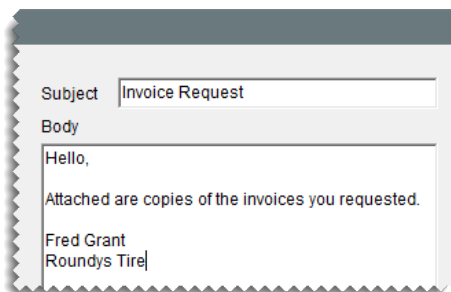 Subject Invoice Request
Body
Hello,
Attached are copies of the invoices you requested.
Fred Grant
Roundys Tire